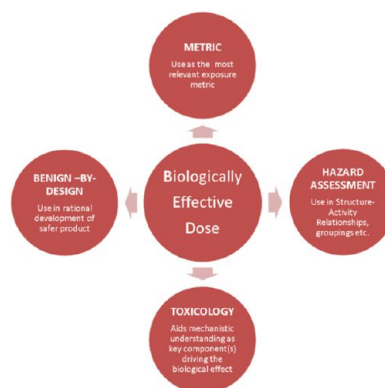 METRIC
Use as the most
relevant exposure
metric
BENIGN –BY-
DESIGN
Use in rational
development of
safer product
Biologically
Effective
Dose
HAZARD
ASSESSMENT
Use in Structure-
Activity
Relationships,
groupings etc.
TOXICOLOGY
Aids mechanistic
understanding as
key component(s)
driving the
biological effect